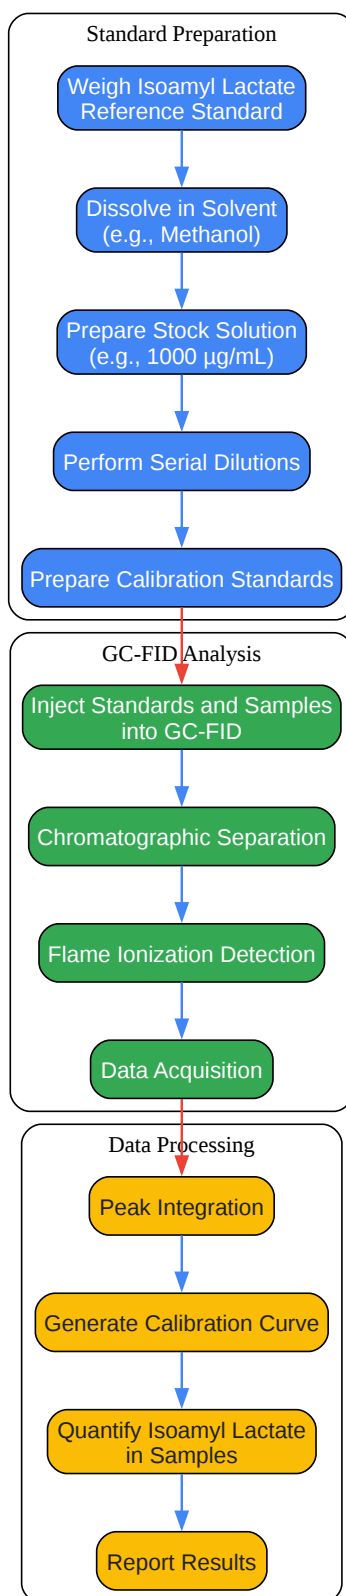 Standard Preparation
Weigh Isoamyl Lactate
Reference Standard
Dissolve in Solvent
(e.g., Methanol)
Prepare Stock Solution
(e.g., 1000 µg/mL)
Perform Serial Dilutions
Prepare Calibration Standards
GC-FID Analysis
Inject Standards and Samples
into GC-FID
Chromatographic Separation
Flame Ionization Detection
Data Acquisition
Data Processing
Peak Integration
Generate Calibration Curve
Quantify Isoamyl Lactate
in Samples
Report Results